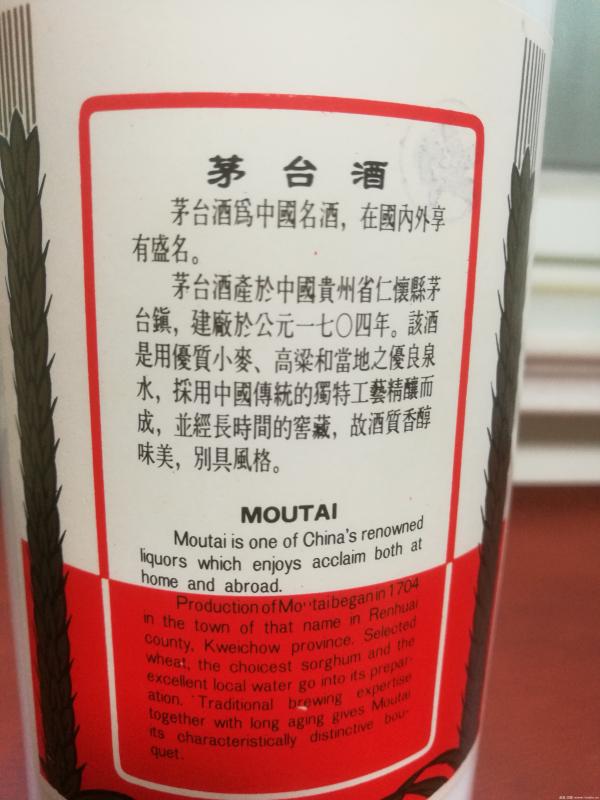 茅台酒
茅台酒爲中國名酒，在國內外享
有盛名。
茅台酒產於中國貴州省仁懷縣茅
台鎮，建廠於公元一七〇四年。該酒
是用優質小麥、高粱和當地之優良泉
水，採用中國傳統的獨特工藝精釀而
成，並經長時間的窖藏，故酒質香醇
味美，別具風格。
MOUTAI
Moutai is one of China's renowned
liquors which enjoys acclaim both at
home and abroad.
Production of Moutai began in 1704
in the town of that name in Renhuai
county, Kweichow province. Selected
wheat, the choicest sorghum and the
excellent local water go into its prepar-
ation. Traditional brewing expertise
together with long aging gives Moutai
its characteristically distinctive bou-
quet.